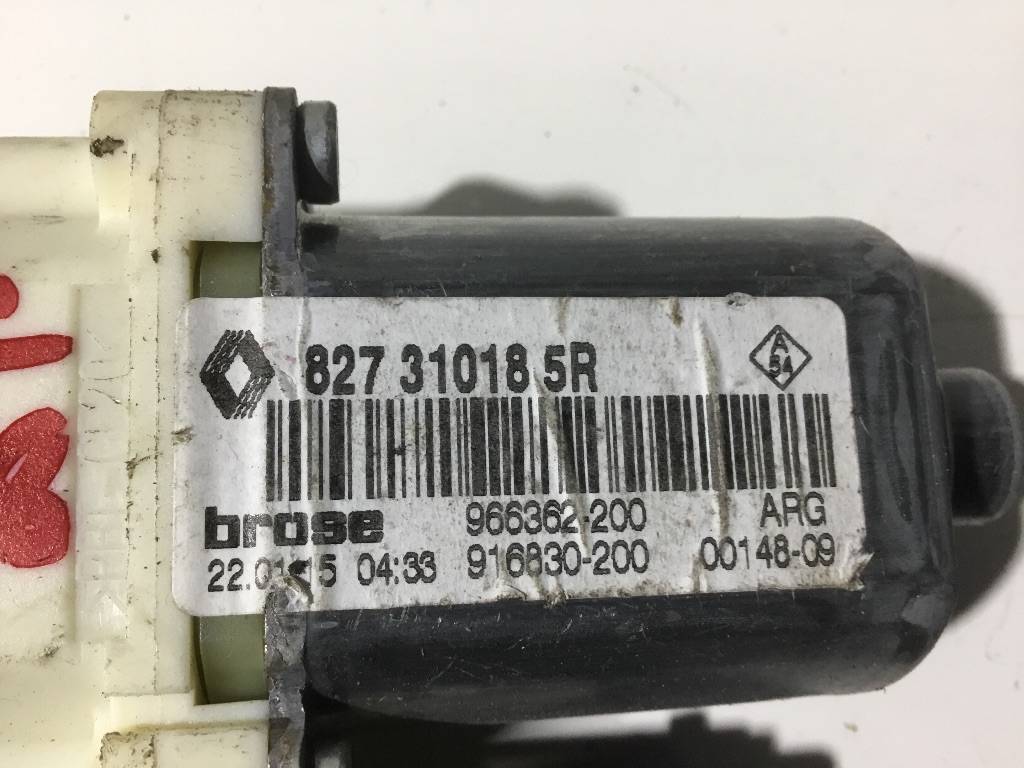 827 31018 5R
A
54
brose 966362-200 ARG
04:33 916830-200 00148-09